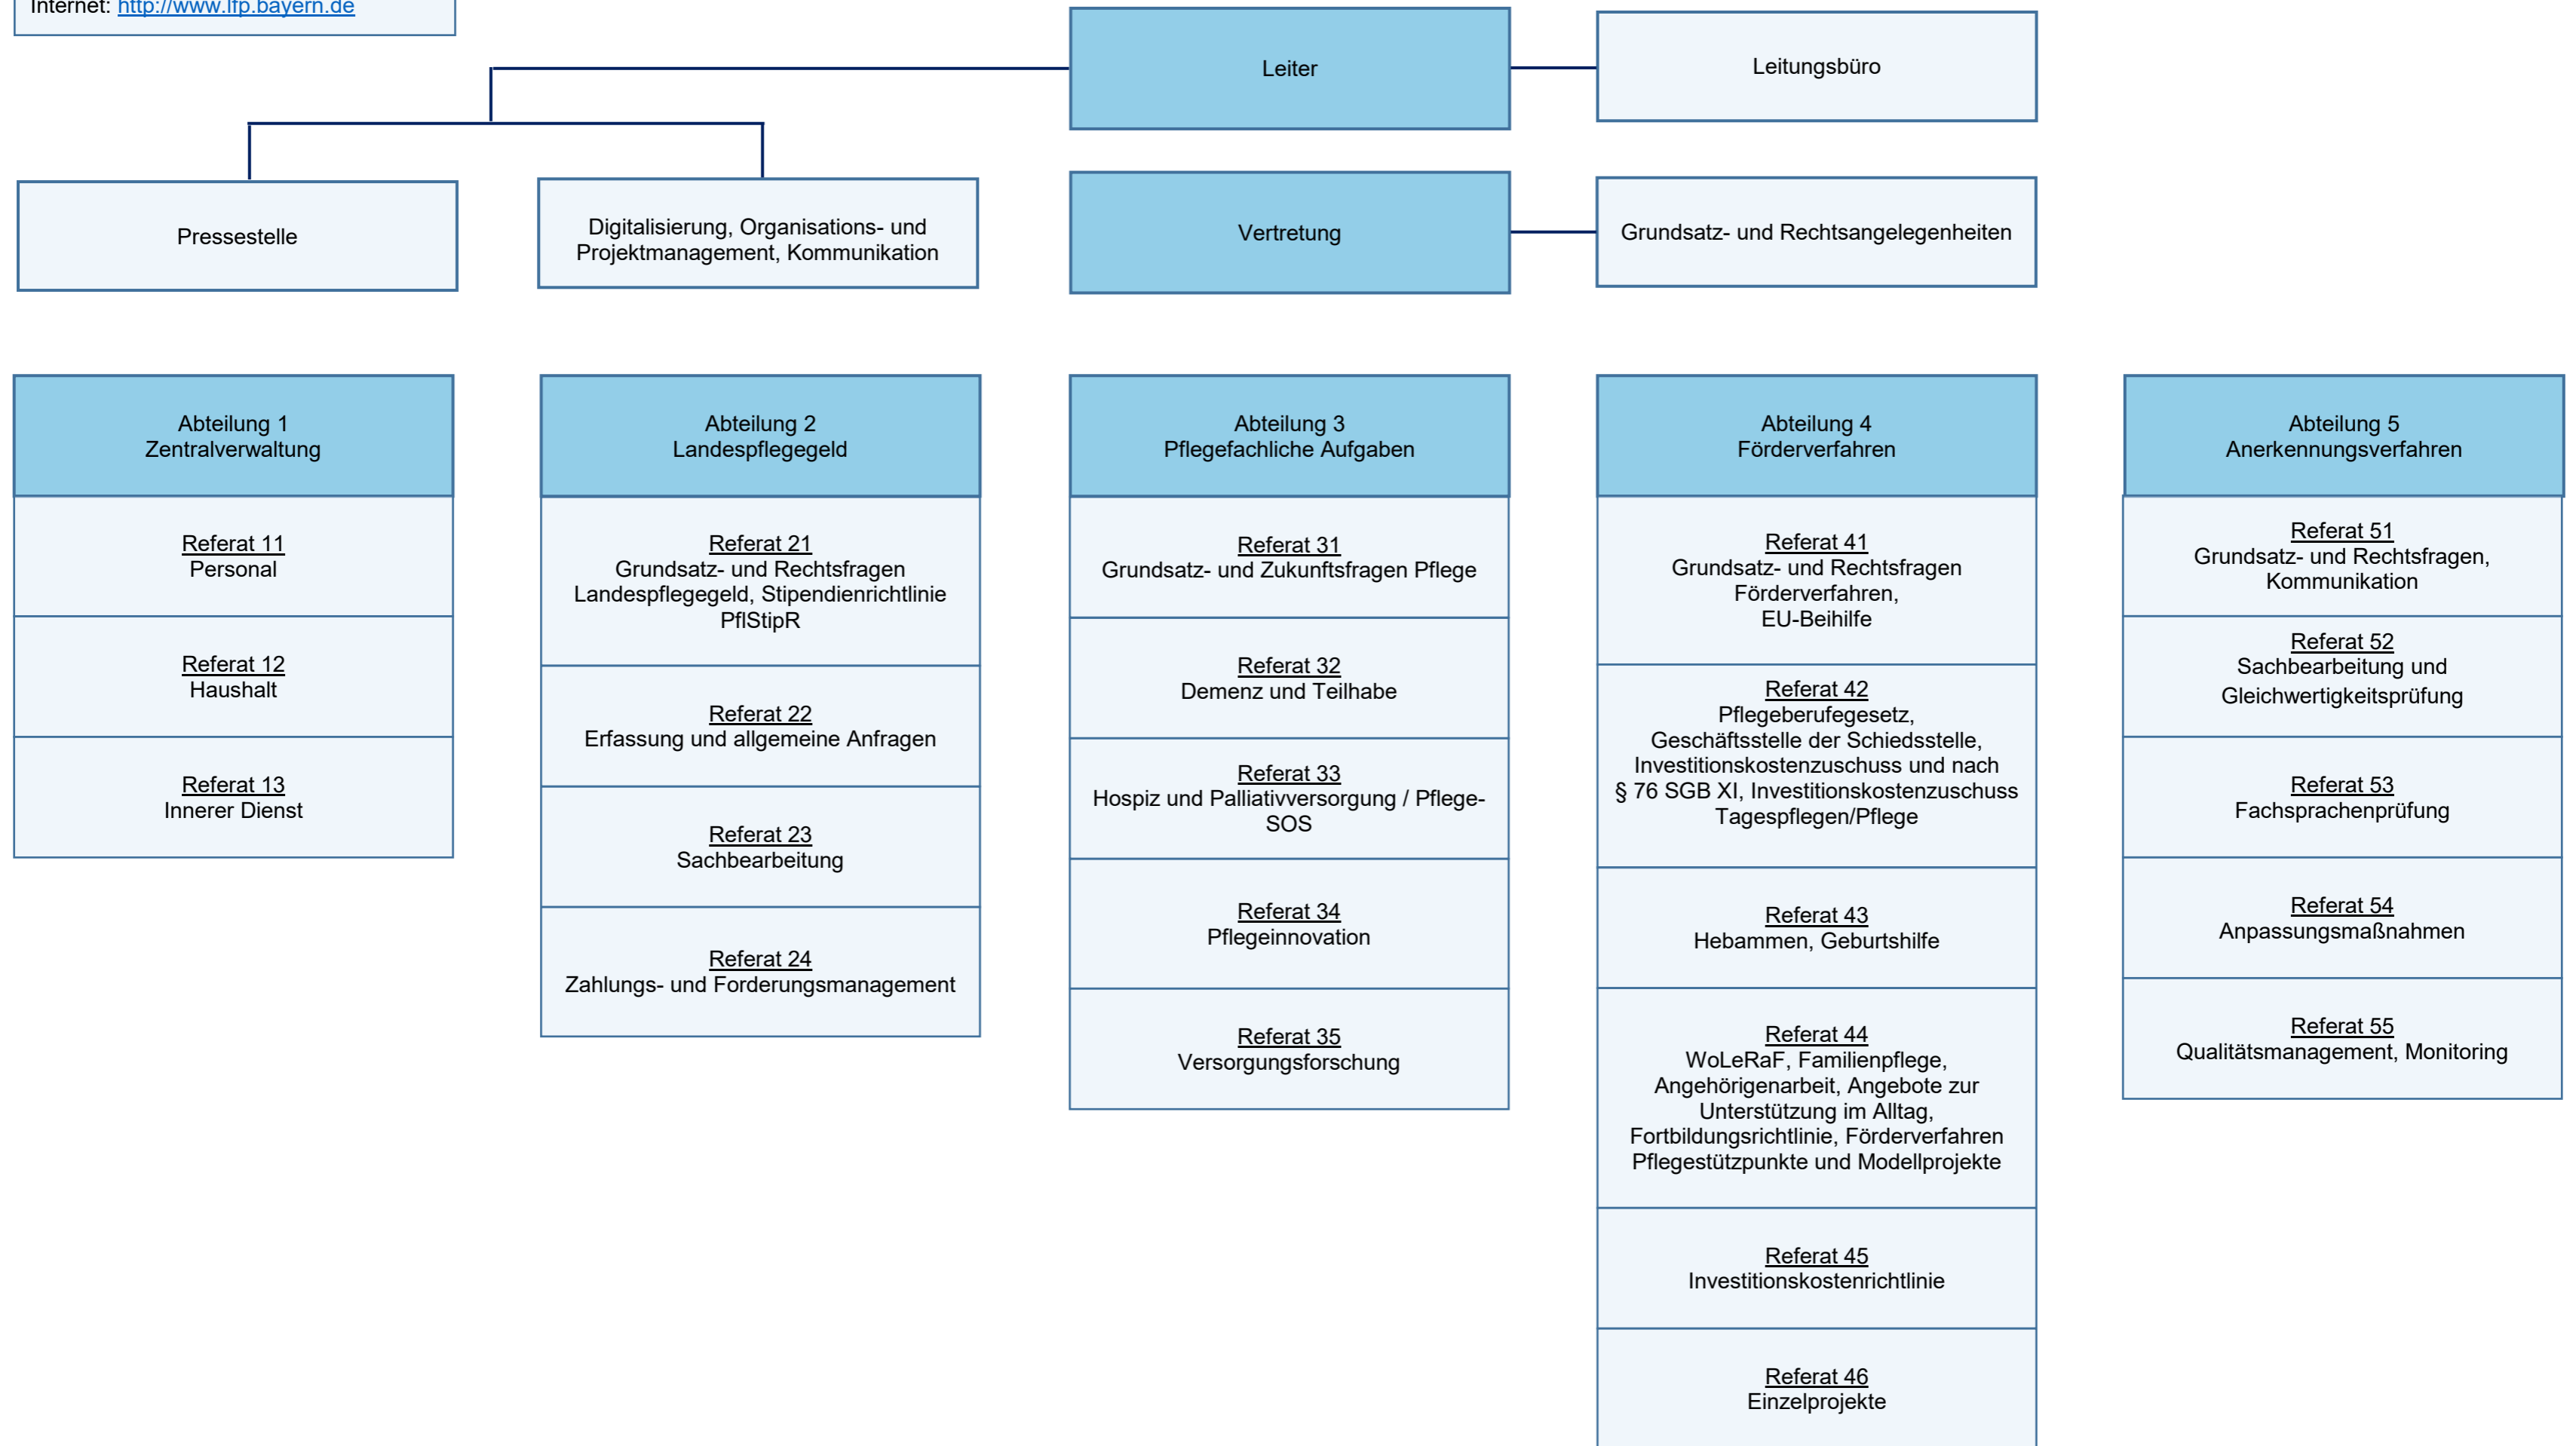 Internet: http://www.lfp.bayern.de
Leiter
Leitungsbüro
Pressestelle
Digitalisierung, Organisations- und
Projektmanagement, Kommunikation
Vertretung
Grundsatz- und Rechtsangelegenheiten
Abteilung 1
Zentralverwaltung
Referat 11
Personal
Referat 12
Haushalt
Referat 13
Innerer Dienst
Abteilung 2
Landespflegegeld
Referat 21
Grundsatz- und Rechtsfragen
Landespflegegeld, Stipendienrichtlinie
PflStipR
Referat 22
Erfassung und allgemeine Anfragen
Referat 23
Sachbearbeitung
Referat 24
Zahlungs- und Forderungsmanagement
Abteilung 3
Pflegefachliche Aufgaben
Referat 31
Grundsatz- und Zukunftsfragen Pflege
Referat 32
Demenz und Teilhabe
Referat 33
Hospiz und Palliativversorgung / Pflege-
SOS
Referat 34
Pflegeinnovation
Referat 35
Versorgungsforschung
Abteilung 4
Förderverfahren
Referat 41
Grundsatz- und Rechtsfragen
Förderverfahren,
EU-Beihilfe
Referat 42
Pflegeberufegesetz,
Geschäftsstelle der Schiedsstelle,
Investitionskostenzuschuss und nach
§ 76 SGB XI, Investitionskostenzuschuss
Tagespflegen/Pflege
Referat 43
Hebammen, Geburtshilfe
Referat 44
WoLeRaF, Familienpflege,
Angehörigenarbeit, Angebote zur
Unterstützung im Alltag,
Fortbildungsrichtlinie, Förderverfahren
Pflegestützpunkte und Modellprojekte
Referat 45
Investitionskostenrichtlinie
Referat 46
Einzelprojekte
Abteilung 5
Anerkennungsverfahren
Referat 51
Grundsatz- und Rechtsfragen,
Kommunikation
Referat 52
Sachbearbeitung und
Gleichwertigkeitsprüfung
Referat 53
Fachsprachenprüfung
Referat 54
Anpassungsmaßnahmen
Referat 55
Qualitätsmanagement, Monitoring